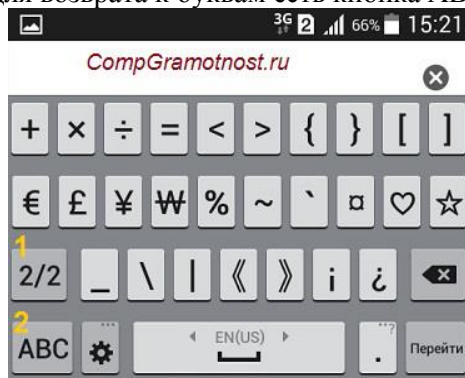 для возврата к буквам есть кнопка АВ
3G 2 66% 15:21
CompGramotnost.ru
+ × ÷ = < > { } [ ]
€ £ ¥ ₩ % ~ ` ¤ ♡ ☆
1
2/2 _ \ | 《 》 ¡ ¿
2
ABC ... EN(US) . ...? Перейти